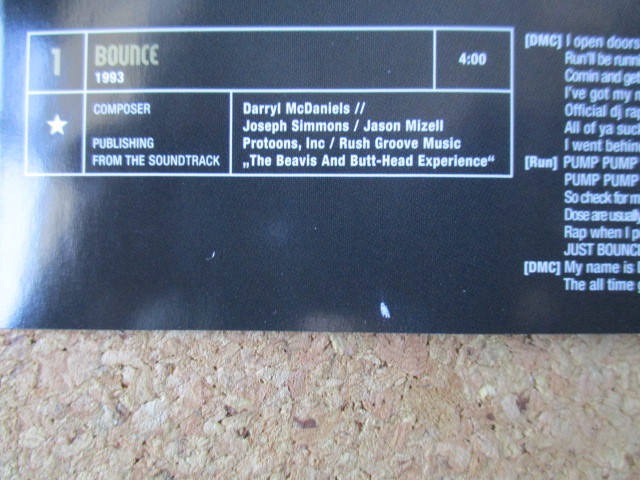 1 BOUNCE 4:00
1993
COMPOSER Darryl McDaniels //
Joseph Simmons / Jason Mizell
PUBLISHING Protoons, Inc / Rush Groove Music
FROM THE SOUNDTRACK „The Beavis And Butt-Head Experience“
[DMC] I open doors
Run'll be runni
Comin and get
I've got my m
Official dj rap
All of ya suc
I went behin
[Run] PUMP PUMP
PUMP PUMP
So check for m
Dose are usually
Rap when I p
JUST BOUNCE
[DMC] My name is
The all time g